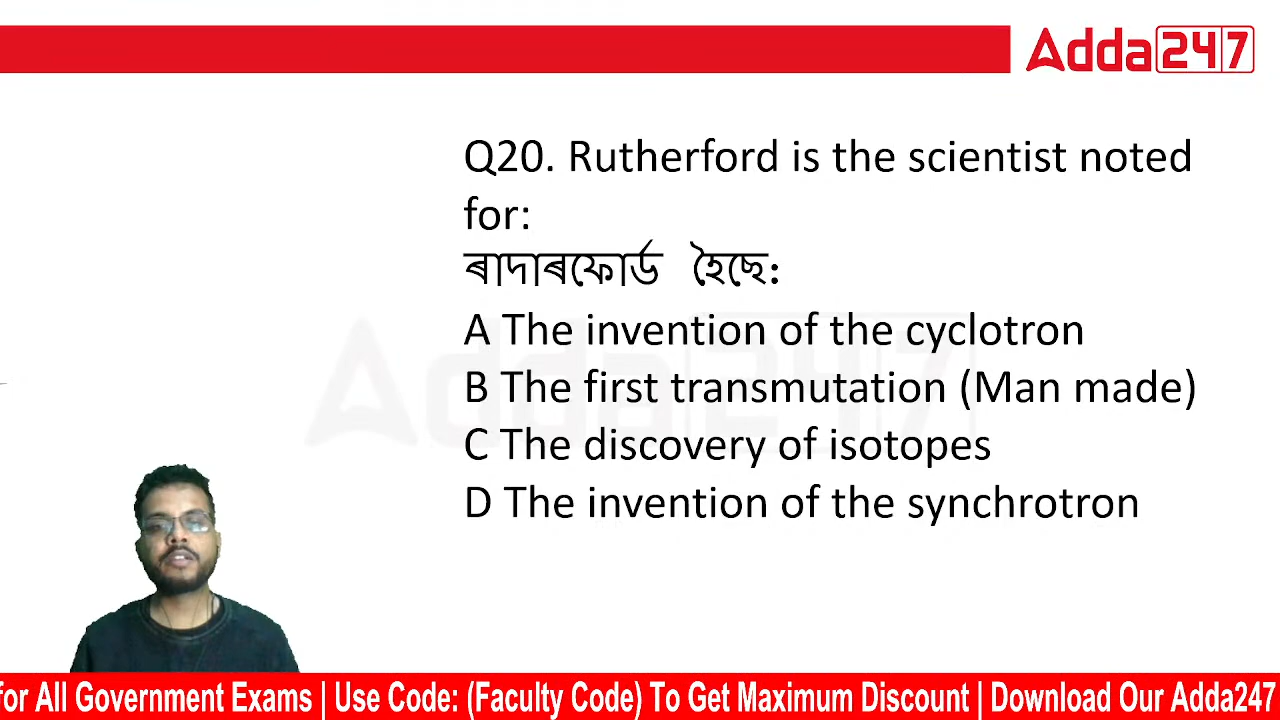 Adda247
Q20. Rutherford is the scientist noted
for:
ৰাদাৰফোৰ্ড হৈছে:
A The invention of the cyclotron
B The first transmutation (Man made)
C The discovery of isotopes
D The invention of the synchrotron
Adda247
for All Government Exams | Use Code: (Faculty Code) To Get Maximum Discount | Download Our Adda247